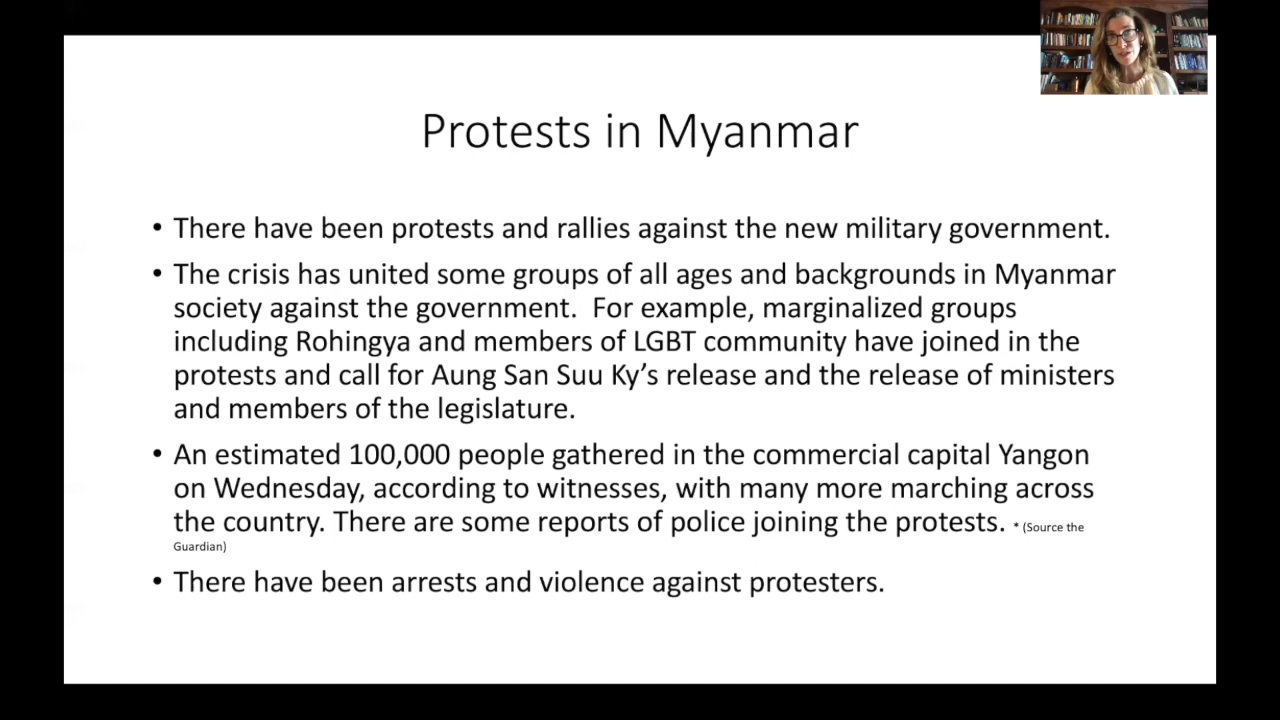 Protests in Myanmar
• There have been protests and rallies against the new military government.
• The crisis has united some groups of all ages and backgrounds in Myanmar
society against the government.  For example, marginalized groups
including Rohingya and members of LGBT community have joined in the
protests and call for Aung San Suu Ky’s release and the release of ministers
and members of the legislature.
• An estimated 100,000 people gathered in the commercial capital Yangon
on Wednesday, according to witnesses, with many more marching across
the country. There are some reports of police joining the protests. * (Source the
Guardian)
• There have been arrests and violence against protesters.